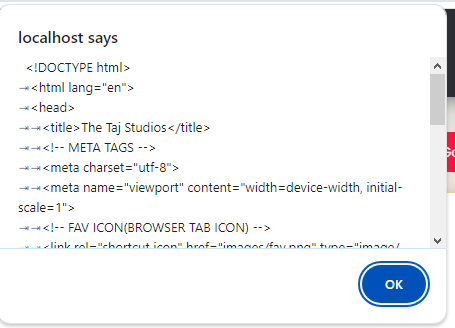 localhost says
<!DOCTYPE html>
⇥<html lang="en">
⇥<head>
⇥⇥<title>The Taj Studios</title>
⇥⇥<!-- META TAGS -->
⇥⇥<meta charset="utf-8">
⇥⇥<meta name="viewport" content="width=device-width, initial-
scale=1">
⇥⇥<!-- FAV ICON(BROWSER TAB ICON) -->
⇥⇥<link rel="shortcut icon" href="images/fav.png" type="image/
OK